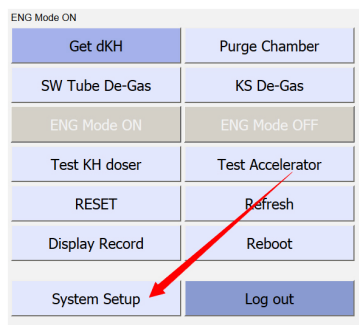 ENG Mode ON
Get dKH
Purge Chamber
SW Tube De-Gas
KS De-Gas
ENG Mode ON
ENG Mode OFF
Test KH doser
Test Accelerator
RESET
Refresh
Display Record
Reboot
System Setup
Log out